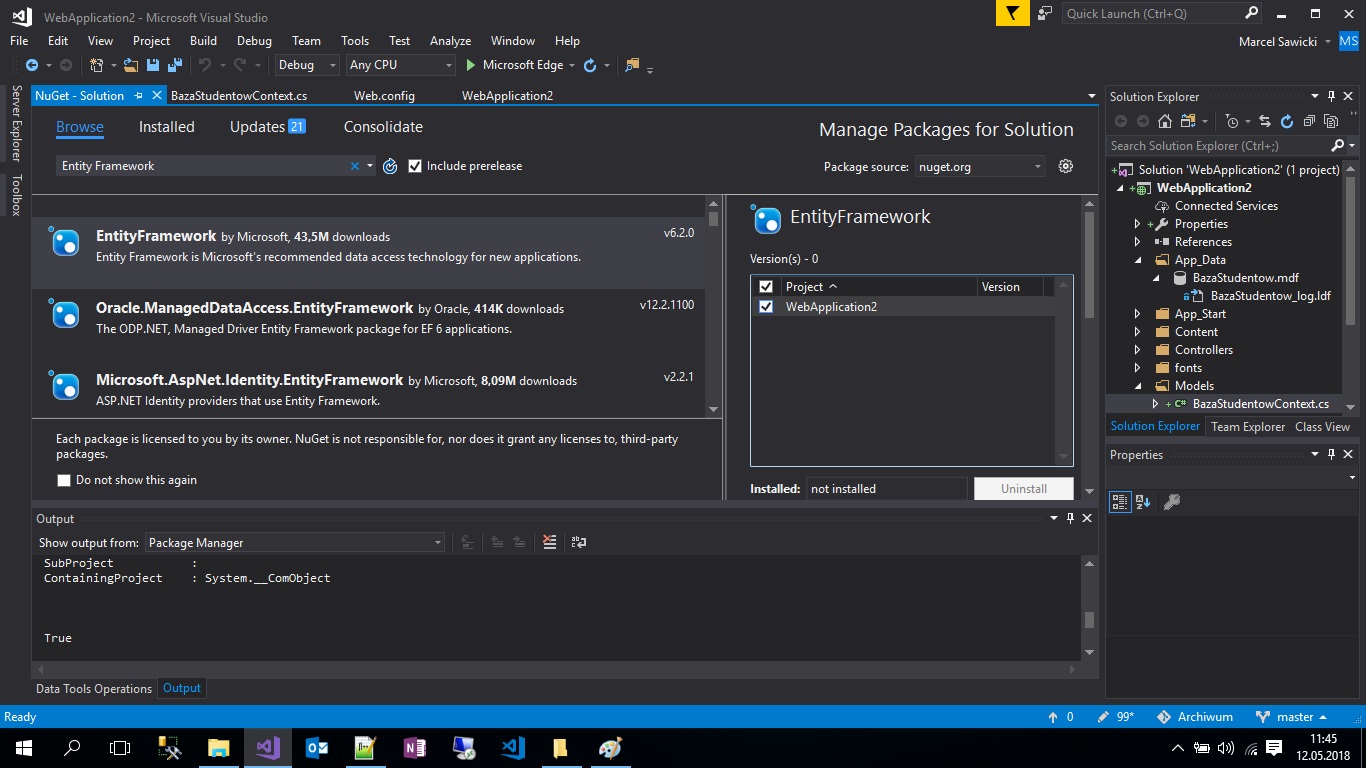 WebApplication2 - Microsoft Visual Studio
Quick Launch (Ctrl+Q)
File Edit View Project Build Debug Team Tools Test Analyze Window Help
Marcel Sawicki MS
Debug Any CPU Microsoft Edge
Server Explorer
Toolbox
NuGet - Solution BazaStudentowContext.cs Web.config WebApplication2
Browse Installed Updates 21 Consolidate
Manage Packages for Solution
Entity Framework
Include prerelease
Package source: nuget.org
EntityFramework by Microsoft, 43,5M downloads v6.2.0
Entity Framework is Microsoft's recommended data access technology for new applications.
Oracle.ManagedDataAccess.EntityFramework by Oracle, 414K downloads v12.2.1100
The ODP.NET, Managed Driver Entity Framework package for EF 6 applications.
Microsoft.AspNet.Identity.EntityFramework by Microsoft, 8,09M downloads v2.2.1
ASP.NET Identity providers that use Entity Framework.
Each package is licensed to you by its owner. NuGet is not responsible for, nor does it grant any licenses to, third-party
packages.
Do not show this again
EntityFramework
Version(s) - 0
Project Version
WebApplication2
Installed: not installed Uninstall
Solution Explorer
Search Solution Explorer (Ctrl+;)
Solution 'WebApplication2' (1 project)
WebApplication2
Connected Services
Properties
References
App_Data
BazaStudentow.mdf
BazaStudentow_log.ldf
App_Start
Content
Controllers
fonts
Models
BazaStudentowContext.cs
Solution Explorer Team Explorer Class View
Properties
Output
Show output from: Package Manager
SubProject :
ContainingProject : System.__ComObject
True
Data Tools Operations Output
Ready 0 99* Archiwum master
11:45
12.05.2018